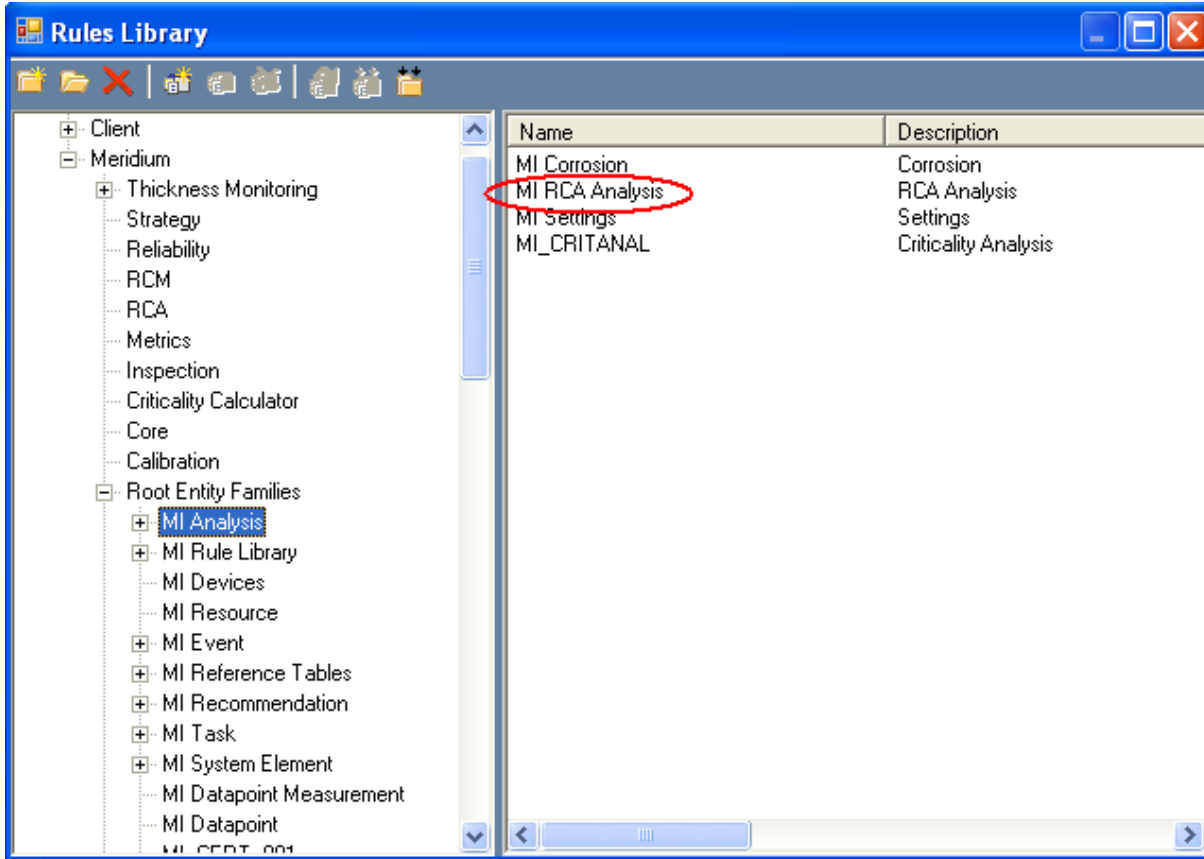 Rules Library
Client
Meridium
Thickness Monitoring
Strategy
Reliability
RCM
RCA
Metrics
Inspection
Criticality Calculator
Core
Calibration
Root Entity Families
MI Analysis
MI Rule Library
MI Devices
MI Resource
MI Event
MI Reference Tables
MI Recommendation
MI Task
MI System Element
MI Datapoint Measurement
MI Datapoint
Name Description
MI Corrosion Corrosion
MI RCA Analysis RCA Analysis
MI Settings Settings
MI_CRITANAL Criticality Analysis